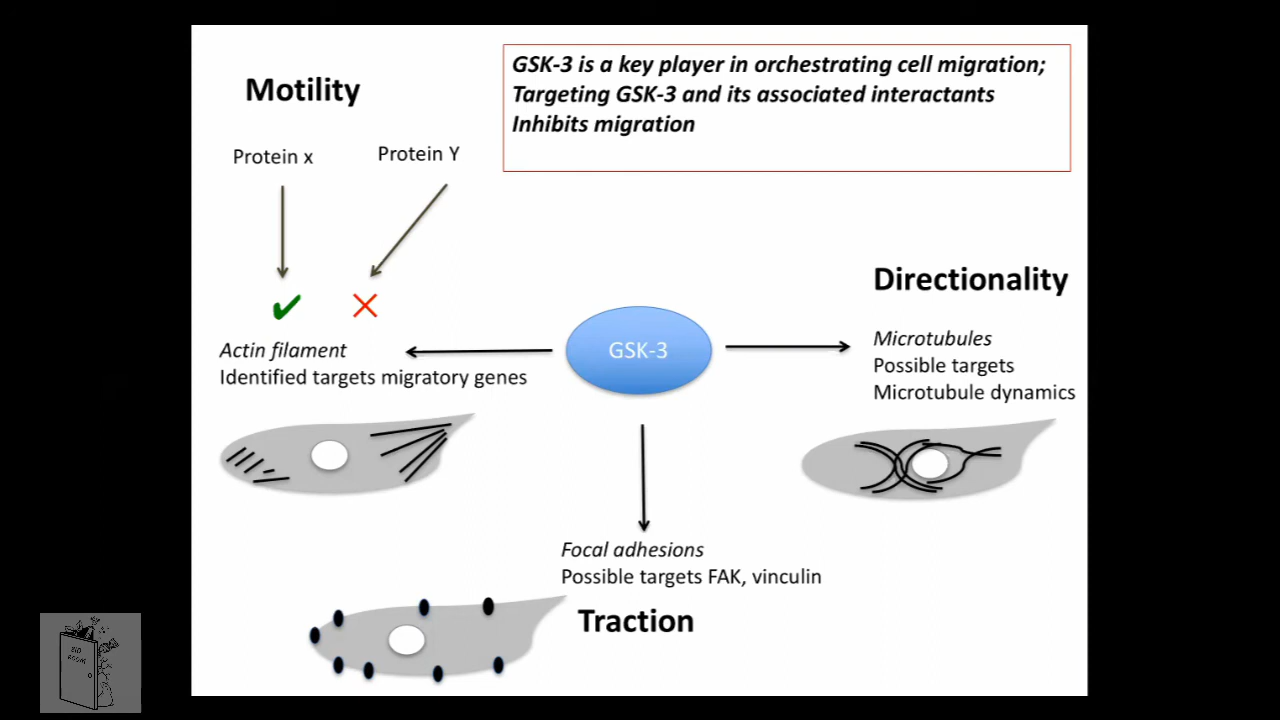 Motility
GSK-3 is a key player in orchestrating cell migration;
Targeting GSK-3 and its associated interactants
Inhibits migration
Protein x
Protein Y
Directionality
GSK-3
Actin filament
Identified targets migratory genes
Microtubules
Possible targets
Microtubule dynamics
Focal adhesions
Possible targets FAK, vinculin
Traction